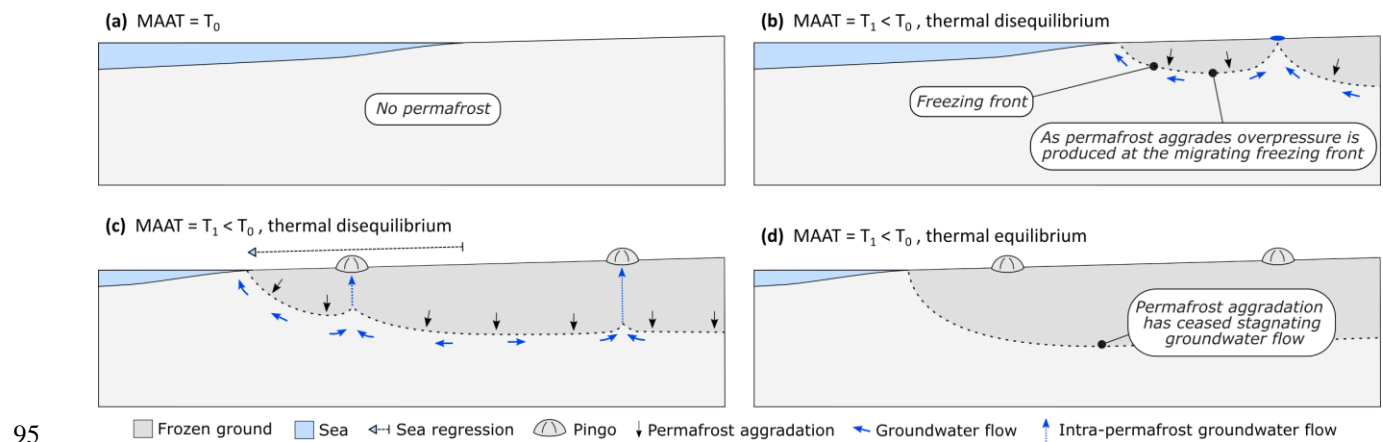 (a) MAAT = T₀
No permafrost
(b) MAAT = T₁ < T₀ , thermal disequilibrium
Freezing front
As permafrost aggrades overpressure is
produced at the migrating freezing front
(c) MAAT = T₁ < T₀ , thermal disequilibrium
(d) MAAT = T₁ < T₀ , thermal equilibrium
Permafrost aggradation
has ceased stagnating
groundwater flow
95
Frozen ground Sea Sea regression Pingo Permafrost aggradation Groundwater flow Intra-permafrost groundwater flow